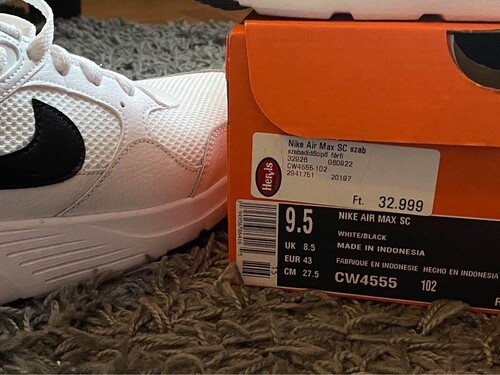 Nike Air Max SC szab
szabadidőcipő férfi
32928 080922
CW4555-102
2941761 20197
Hervis
Ft. 32.999
9.5 NIKE AIR MAX SC
WHITE/BLACK
UK 8.5 MADE IN INDONESIA
EUR 43 FABRIQUE EN INDONESIE HECHO EN INDONESIA
CM 27.5 CW4555 102